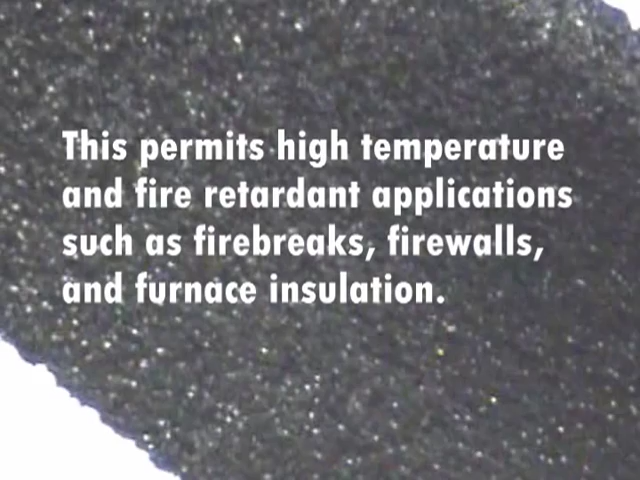 This permits high temperature
and fire retardant applications
such as firebreaks, firewalls,
and furnace insulation.